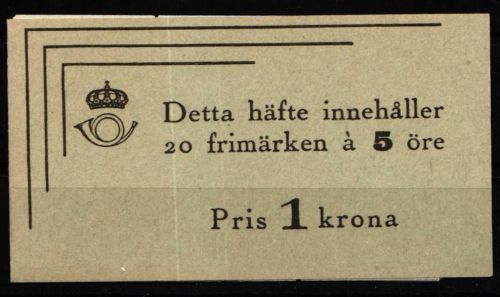 Detta häfte innehåller
20 frimärken à 5 öre
Pris 1 krona